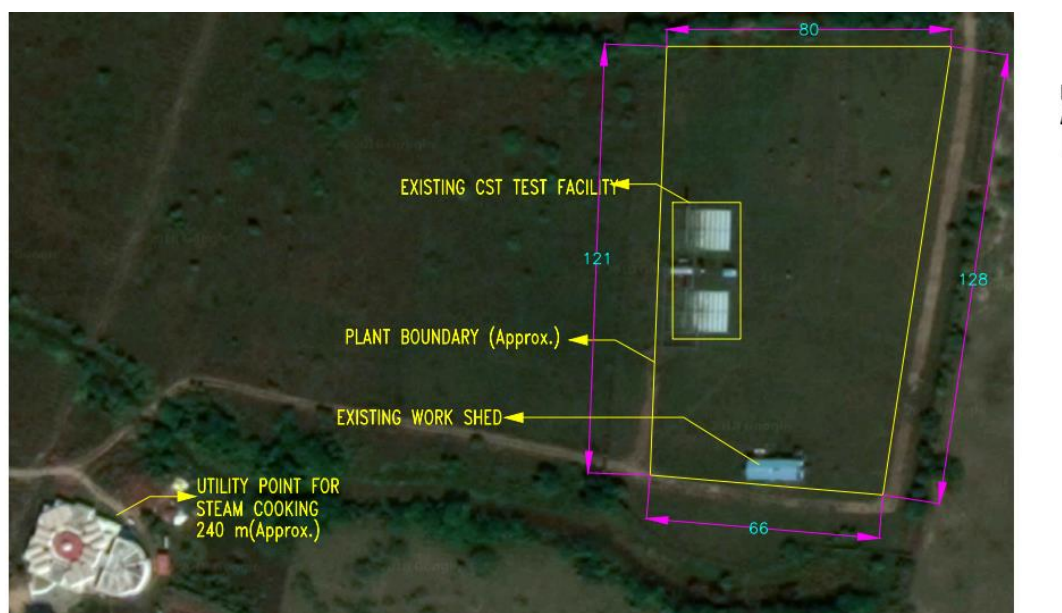 80
EXISTING CST TEST FACILITY
121
128
PLANT BOUNDARY (Approx.)
EXISTING WORK SHED
UTILITY POINT FOR
STEAM COOKING
240 m(Approx.)
66